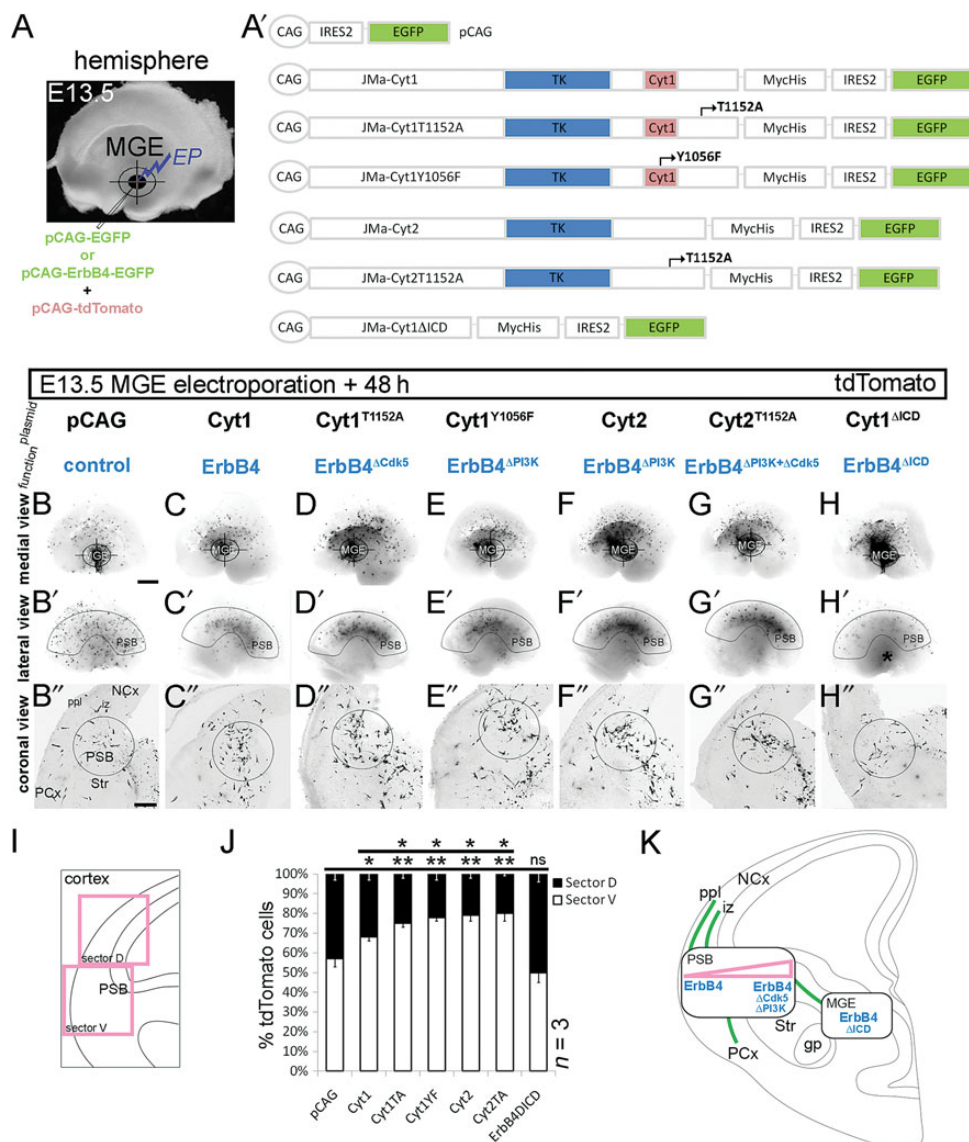 A
hemisphere
E13.5
MGE
EP
pCAG-EGFP
or
pCAG-ErbB4-EGFP
+
pCAG-tdTomato
A′
CAG IRES2 EGFP pCAG
CAG JMa-Cyt1 TK Cyt1 MycHis IRES2 EGFP
T1152A
CAG JMa-Cyt1T1152A TK Cyt1 MycHis IRES2 EGFP
Y1056F
CAG JMa-Cyt1Y1056F TK Cyt1 MycHis IRES2 EGFP
CAG JMa-Cyt2 TK MycHis IRES2 EGFP
T1152A
CAG JMa-Cyt2T1152A TK MycHis IRES2 EGFP
CAG JMa-Cyt1ΔICD MycHis IRES2 EGFP
E13.5 MGE electroporation + 48 h tdTomato
plasmid pCAG Cyt1 Cyt1T1152A Cyt1Y1056F Cyt2 Cyt2T1152A Cyt1ΔICD
function control ErbB4 ErbB4ΔCdk5 ErbB4ΔPI3K ErbB4ΔPI3K ErbB4ΔPI3K+ΔCdk5 ErbB4ΔICD
medial view
B C D E F G H
MGE MGE MGE MGE MGE MGE MGE
lateral view
B′ C′ D′ E′ F′ G′ H′
PSB PSB PSB PSB PSB PSB PSB
*
coronal view
B″ C″ D″ E″ F″ G″ H″
NCx
ppl iz
PSB
Str
PCx
I
cortex
sector D
PSB
sector V
J
* * * *
* ** ** ** ** ns
% tdTomato cells
100%
90%
80%
70%
60%
50%
40%
30%
20%
10%
0%
Sector D
Sector V
n = 3
pCAG Cyt1 Cyt1TA Cyt1YF Cyt2 Cyt2TA ErbB4DICD
K
NCx
ppl
iz
PSB
ErbB4 ErbB4
ΔCdk5
ΔPI3K
MGE
ErbB4
ΔICD
Str
gp
PCx